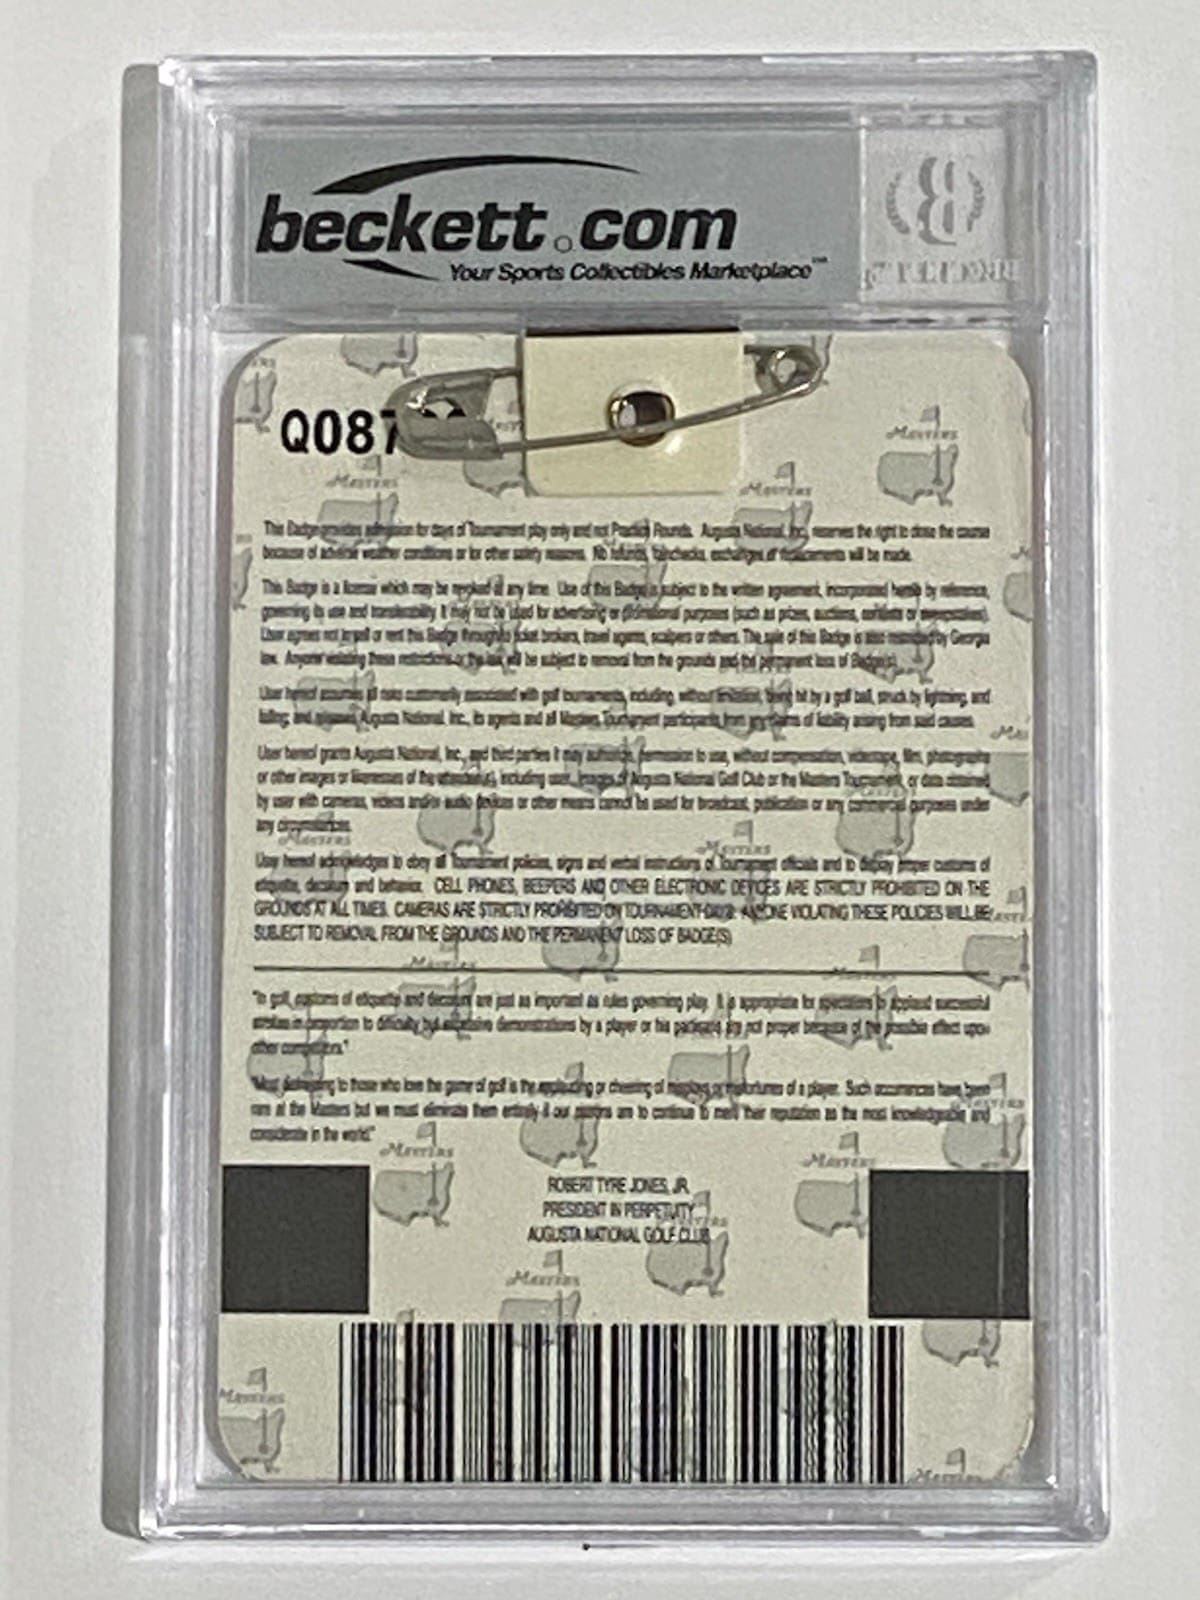 beckett.com
Your Sports Collectibles Marketplace™
Q087
This Badge provides admission for days of Tournament play only and not Practice Rounds. Augusta National, Inc., reserves the right to close the course
because of adverse weather conditions or for other safety reasons. No refunds, rainchecks, exchanges of replacements will be made.
This Badge is a license which may be revoked at any time. Use of this Badge is subject to the written agreement, incorporated herein by reference,
governing its use and transferability. It may not be used for advertising or promotional purposes (such as prizes, auctions, contests or sweepstakes).
User agrees not to sell or rent this Badge through to ticket brokers, travel agents, scalpers or others. The sale of this Badge is also restricted by Georgia
law. Anyone violating these restrictions or the law will be subject to removal from the grounds and the permanent loss of Badge(s).
User hereof assumes all risks customarily associated with golf tournaments, including, without limitation, being hit by a golf ball, struck by lightning, and
falling; and releases Augusta National, Inc., its agents and all Masters Tournament participants from any claims of liability arising from said causes.
User hereof grants Augusta National, Inc., and third parties it may authorize, permission to use, without compensation, videotape, film, photographs
or other images or likenesses of the attendee(s), including user. Images of Augusta National Golf Club or the Masters Tournament, or data obtained
by user with cameras, videos and/or audio devices or other means cannot be used for broadcast, publication or any commercial purposes under
any circumstances.
User hereof acknowledges to obey all Tournament policies, signs and verbal instructions of Tournament officials and to display proper customs of
etiquette, decorum and behavior. CELL PHONES, BEEPERS AND OTHER ELECTRONIC DEVICES ARE STRICTLY PROHIBITED ON THE
GROUNDS AT ALL TIMES. CAMERAS ARE STRICTLY PROHIBITED ON TOURNAMENT DAYS. ANYONE VIOLATING THESE POLICIES WILL BE
SUBJECT TO REMOVAL FROM THE GROUNDS AND THE PERMANENT LOSS OF BADGE(S)
"In golf, customs of etiquette and decorum are just as important as rules governing play. It is appropriate for spectators to applaud successful
strokes in proportion to difficulty but excessive demonstrations by a player or his partisans are not proper because of the possible effect upon
other competitors."
"Most distressing to those who love the game of golf is the applauding or cheering of misplays or misfortunes of a player. Such occurrences have been
rare at the Masters but we must eliminate them entirely if our patrons are to continue to merit their reputation as the most knowledgeable and
considerate in the world."
ROBERT TYRE JONES, JR.
PRESIDENT IN PERPETUITY
AUGUSTA NATIONAL GOLF CLUB